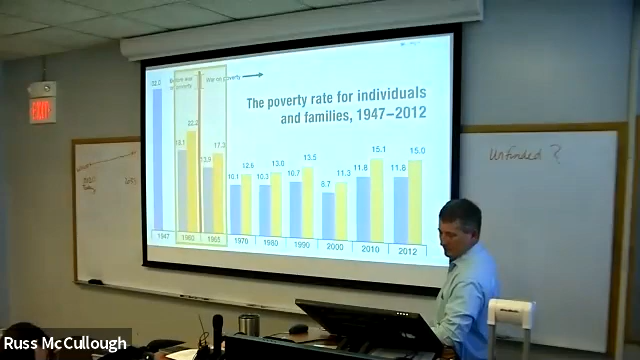 32.0
Before war
on poverty
War on poverty
The poverty rate for individuals
and families, 1947–2012
22.2
18.1
17.3
13.9
12.6
10.1
13.0
10.3
13.5
10.7
11.3
8.7
15.1
11.8
15.0
11.8
1947
1960
1965
1970
1980
1990
2000
2010
2012
EXIT
Unfunded ?
Today
Russ McCullough